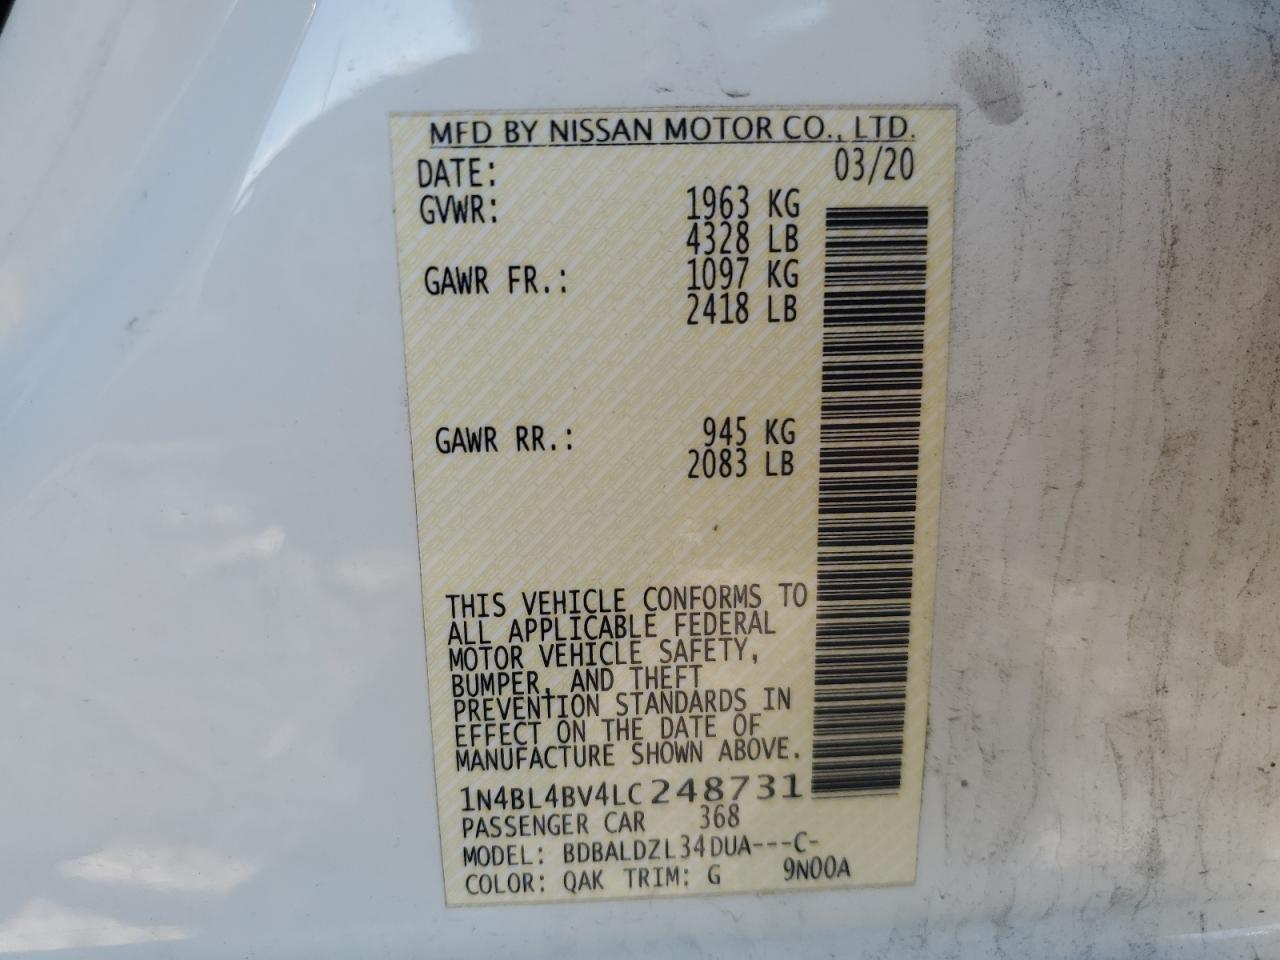 MFD BY NISSAN MOTOR CO., LTD.
DATE: 03/20
GVWR: 1963 KG
4328 LB
GAWR FR.: 1097 KG
2418 LB
GAWR RR.: 945 KG
2083 LB
THIS VEHICLE CONFORMS TO
ALL APPLICABLE FEDERAL
MOTOR VEHICLE SAFETY,
BUMPER, AND THEFT
PREVENTION STANDARDS IN
EFFECT ON THE DATE OF
MANUFACTURE SHOWN ABOVE.
1N4BL4BV4LC248731
PASSENGER CAR 368
MODEL: BDBALDZL34DUA---C-
COLOR: QAK TRIM: G 9N00A